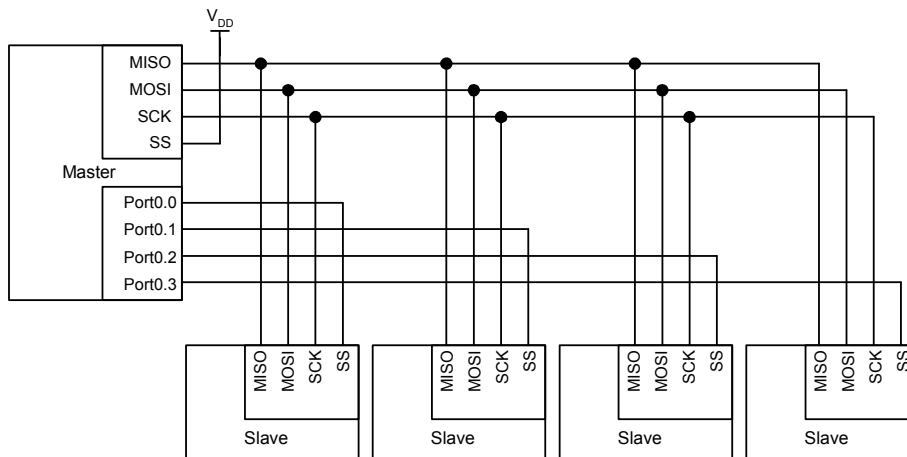 V_DD
MISO
MOSI
SCK
SS
Master
Port0.0
Port0.1
Port0.2
Port0.3
MISO
MOSI
SCK
SS
Slave
MISO
MOSI
SCK
SS
Slave
MISO
MOSI
SCK
SS
Slave
MISO
MOSI
SCK
SS
Slave